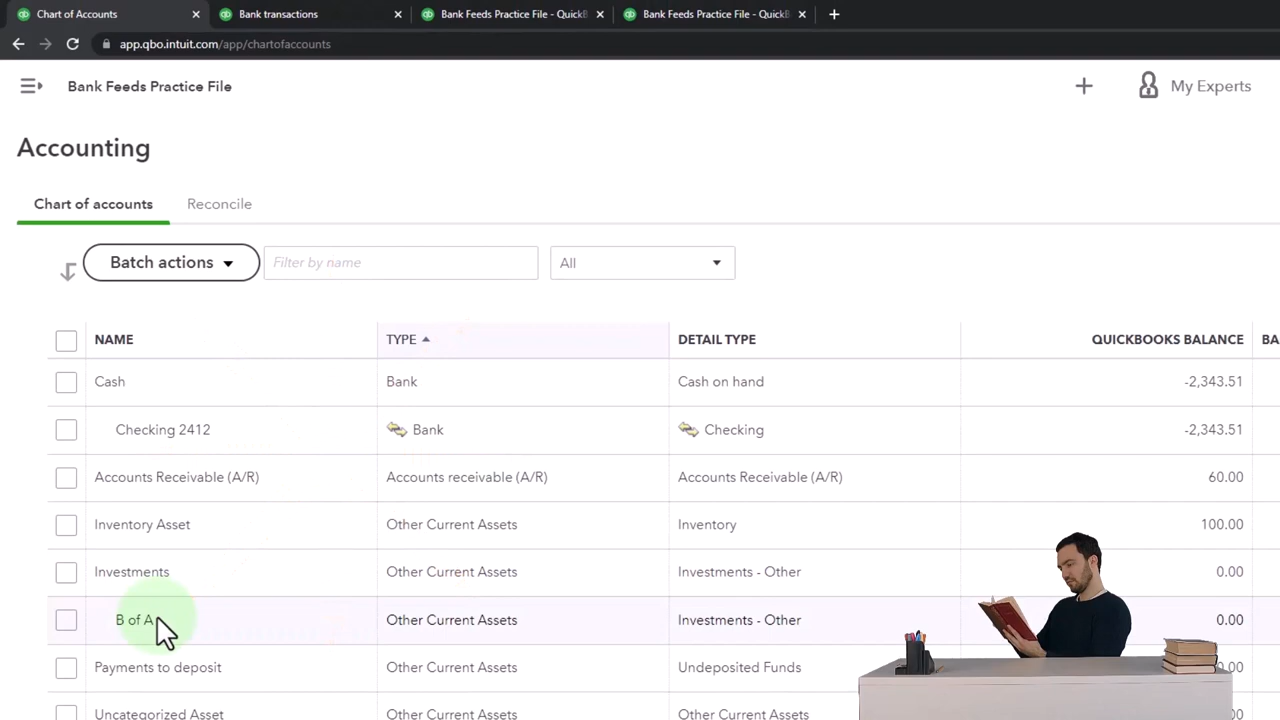 Chart of Accounts
Bank transactions
Bank Feeds Practice File - QuickB
Bank Feeds Practice File - QuickB
app.qbo.intuit.com/app/chartofaccounts
Bank Feeds Practice File
My Experts
Accounting
Chart of accounts Reconcile
Batch actions Filter by name All
NAME TYPE DETAIL TYPE QUICKBOOKS BALANCE BA
Cash Bank Cash on hand -2,343.51
Checking 2412 Bank Checking -2,343.51
Accounts Receivable (A/R) Accounts receivable (A/R) Accounts Receivable (A/R) 60.00
Inventory Asset Other Current Assets Inventory 100.00
Investments Other Current Assets Investments - Other 0.00
B of A Other Current Assets Investments - Other 0.00
Payments to deposit Other Current Assets Undeposited Funds
Uncategorized Asset Other Current Assets Other Current Assets